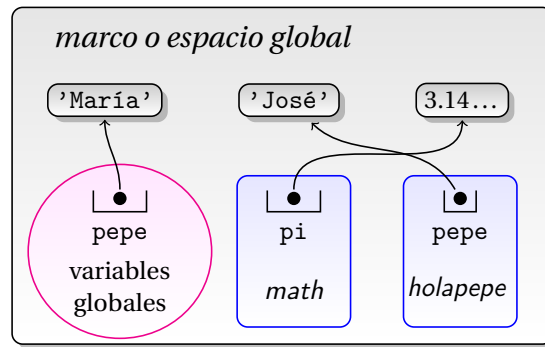 marco o espacio global
'María' 'José' 3.14...
pepe pi pepe
variables
globales math holapepe